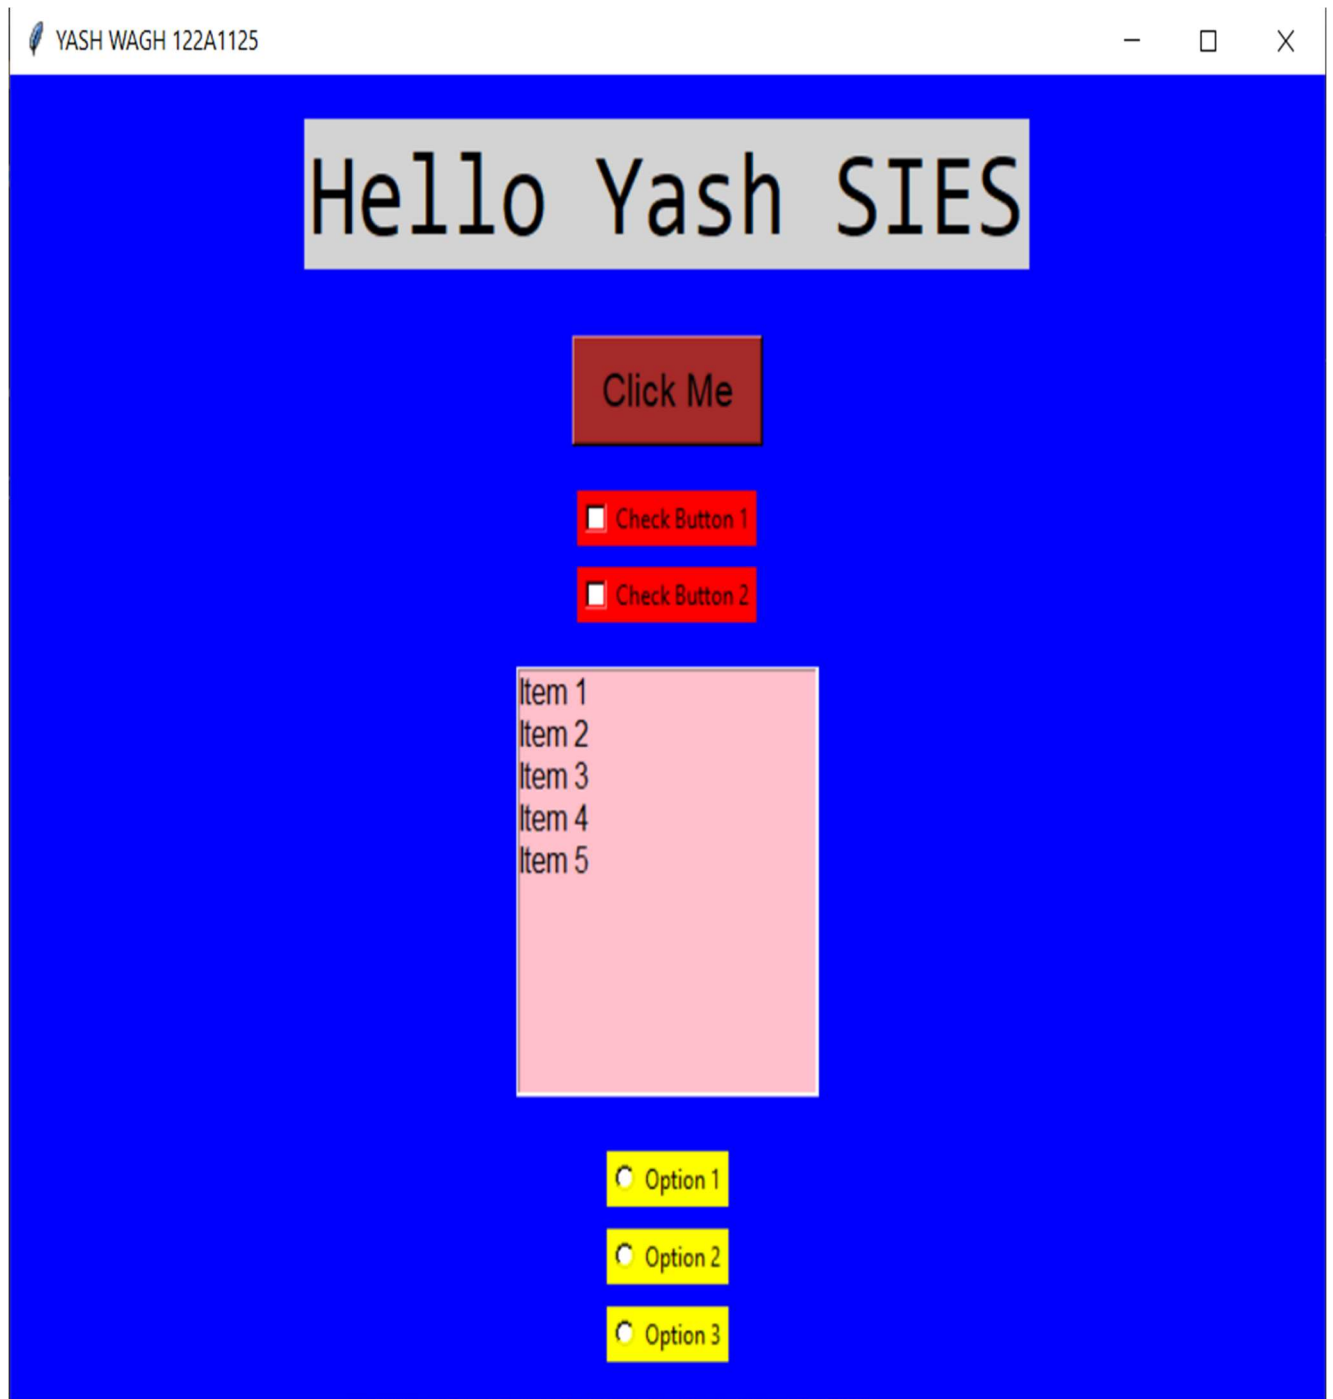 YASH WAGH 122A1125
Hello Yash SIES
Click Me
Check Button 1
Check Button 2
Item 1
Item 2
Item 3
Item 4
Item 5
Option 1
Option 2
Option 3